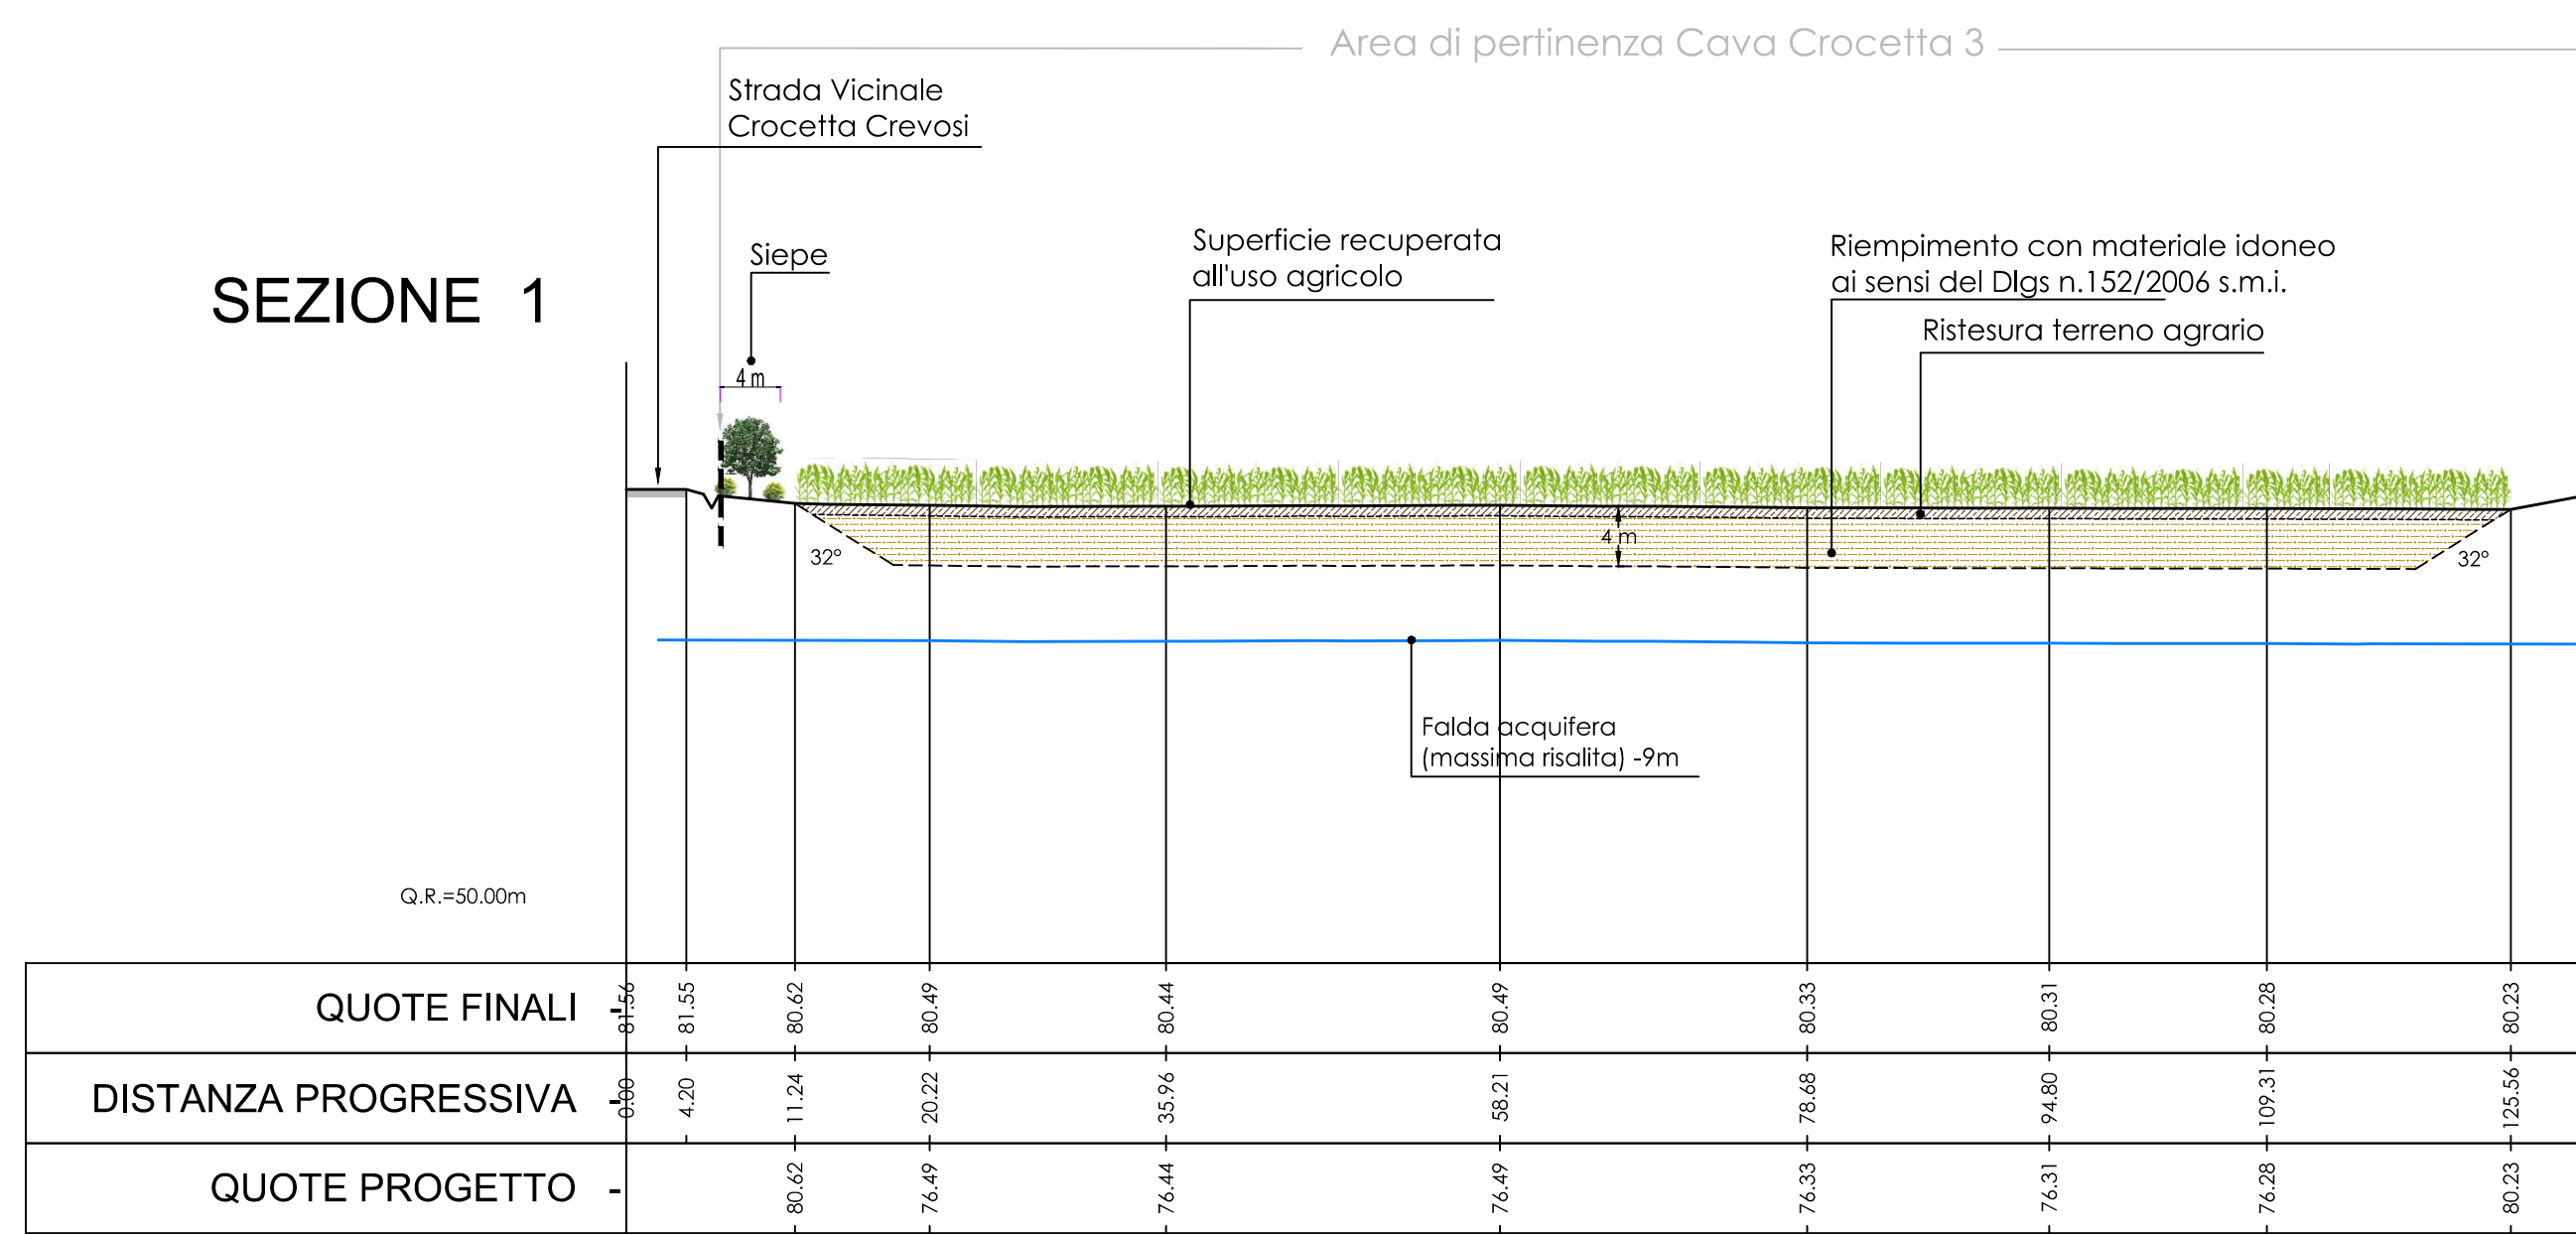 Area di pertinenza Cava Crocetta 3
Strada Vicinale
Crocetta Crevosi
Siepe
Superficie recuperata
all'uso agricolo
Riempimento con materiale idoneo
ai sensi del Dlgs n.152/2006 s.m.i.
SEZIONE 1
Ristesura terreno agrario
4 m
4 m
32°
32°
Falda acquifera
(massima risalita) -9m
Q.R.=50.00m
QUOTE FINALI - 81.56 81.55 80.62 80.49 80.44 80.49 80.33 80.31 80.28 80.23
DISTANZA PROGRESSIVA - 0.00 4.20 11.24 20.22 35.96 58.21 78.68 94.80 109.31 125.56
QUOTE PROGETTO - 80.62 76.49 76.44 76.49 76.33 76.31 76.28 80.23